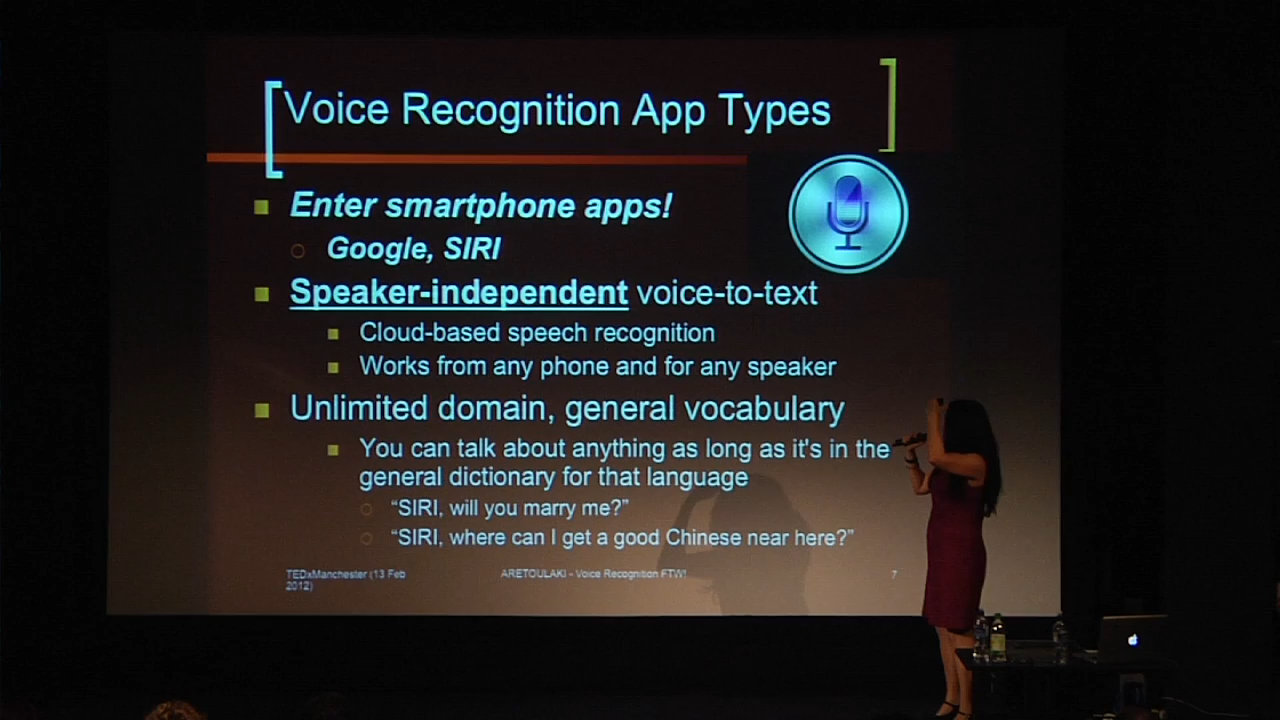 Voice Recognition App Types
Enter smartphone apps!
Google, SIRI
Speaker-independent voice-to-text
Cloud-based speech recognition
Works from any phone and for any speaker
Unlimited domain, general vocabulary
You can talk about anything as long as it's in the
general dictionary for that language
“SIRI, will you marry me?”
“SIRI, where can I get a good Chinese near here?”
TEDxManchester (13 Feb
2012)
ARETOULAKI - Voice Recognition FTW!
7